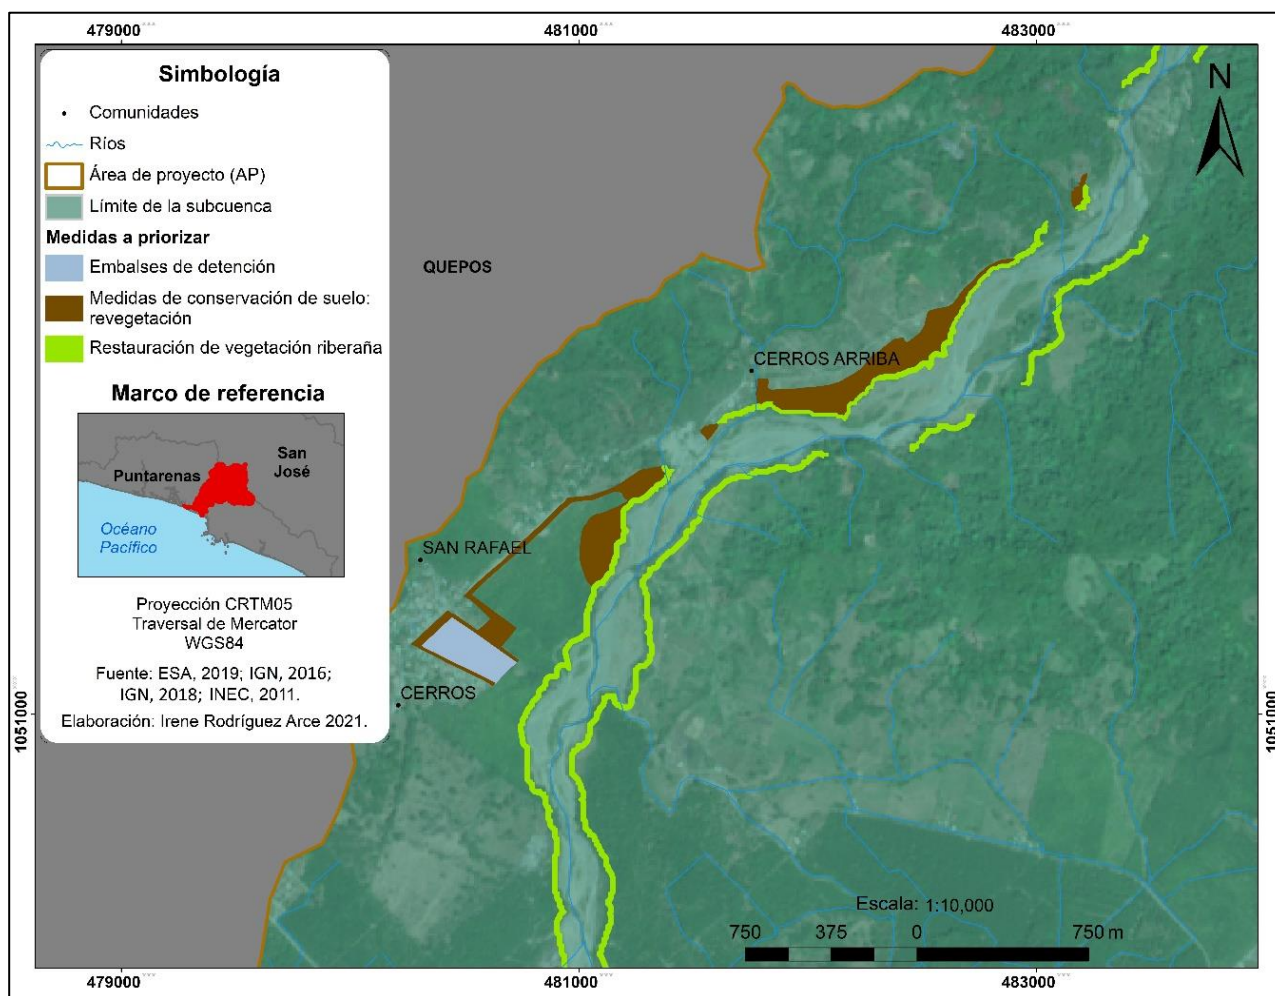 479000
481000
483000
Simbología
Comunidades
Ríos
Área de proyecto (AP)
Límite de la subcuenca
Medidas a priorizar
Embalses de detención
Medidas de conservación de suelo:
revegetación
Restauración de vegetación riberaña
Marco de referencia
San
José
Puntarenas
Océano
Pacífico
Proyección CRTM05
Traversal de Mercator
WGS84
Fuente: ESA, 2019; IGN, 2016;
IGN, 2018; INEC, 2011.
Elaboración: Irene Rodríguez Arce 2021.
N
QUEPOS
CERROS ARRIBA
SAN RAFAEL
CERROS
1051000
1051000
Escala: 1:10,000
750 375 0 750 m
479000
481000
483000